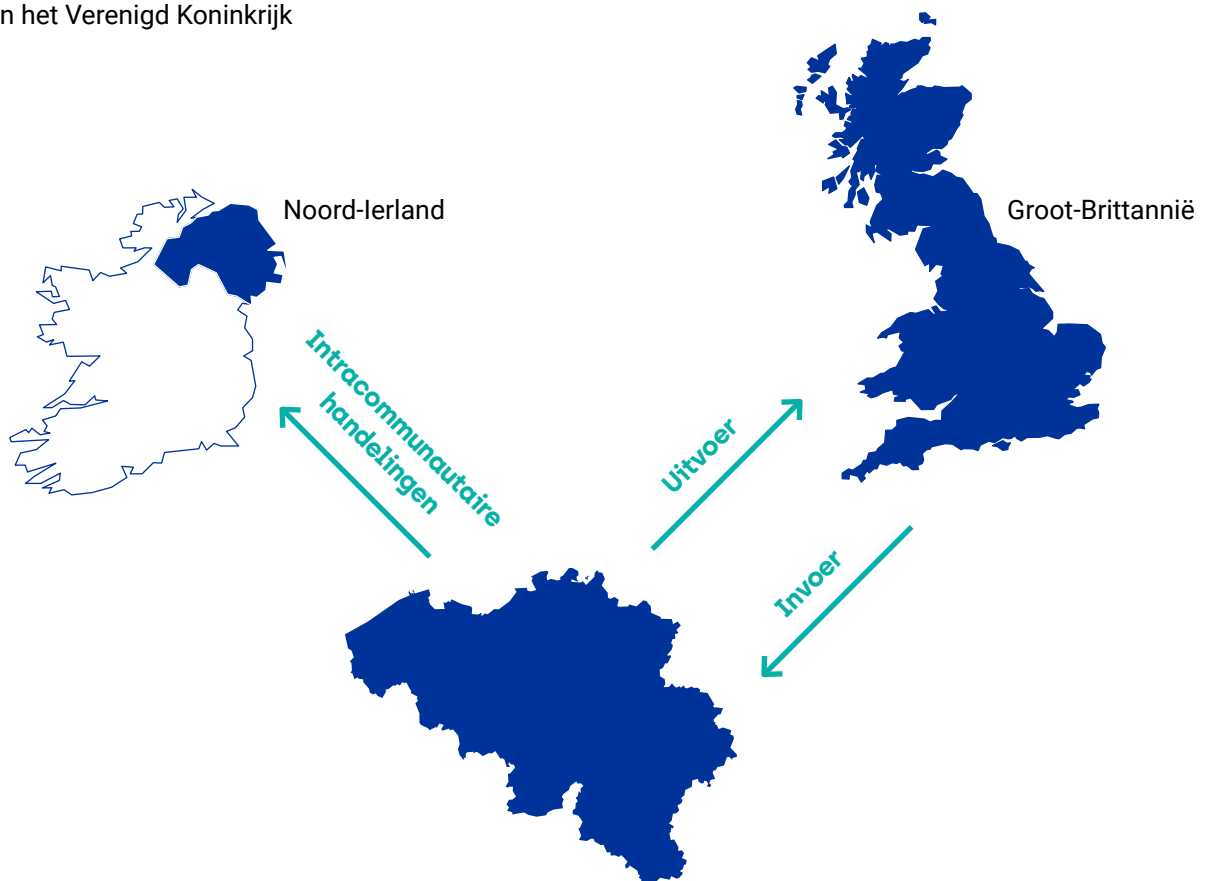 n het Verenigd Koninkrijk
Noord-Ierland
Groot-Brittannië
Intracommunautaire
handelingen
Uitvoer
Invoer